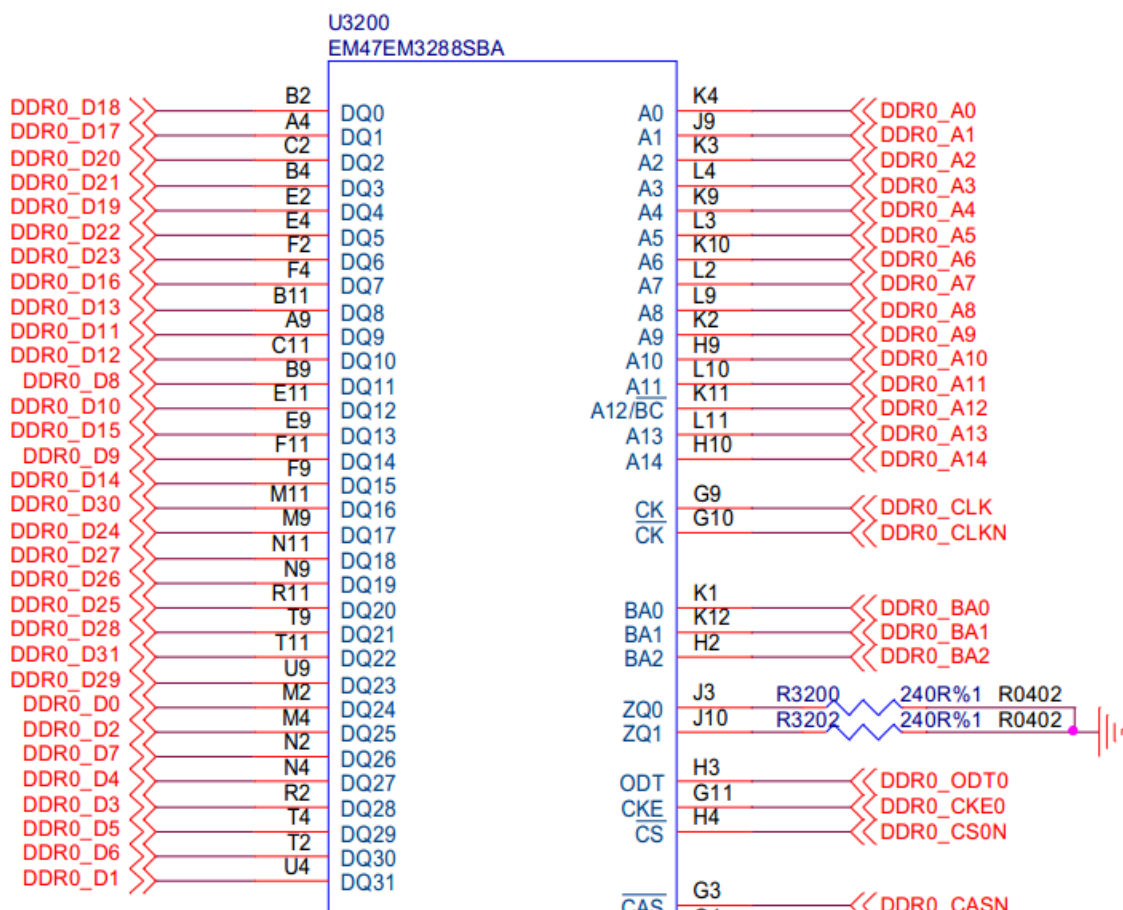 U3200
EM47EM3288SBA
DDR0_D18 B2 DQ0 A0 K4 DDR0_A0
DDR0_D17 A4 DQ1 A1 J9 DDR0_A1
DDR0_D20 C2 DQ2 A2 K3 DDR0_A2
DDR0_D21 B4 DQ3 A3 L4 DDR0_A3
DDR0_D19 E2 DQ4 A4 K9 DDR0_A4
DDR0_D22 E4 DQ5 A5 L3 DDR0_A5
DDR0_D23 F2 DQ6 A6 K10 DDR0_A6
DDR0_D16 F4 DQ7 A7 L2 DDR0_A7
DDR0_D13 B11 DQ8 A8 L9 DDR0_A8
DDR0_D11 A9 DQ9 A9 K2 DDR0_A9
DDR0_D12 C11 DQ10 A10 H9 DDR0_A10
DDR0_D8 B9 DQ11 A11 L10 DDR0_A11
DDR0_D10 E11 DQ12 A12/BC K11 DDR0_A12
DDR0_D15 E9 DQ13 A13 L11 DDR0_A13
DDR0_D9 F11 DQ14 A14 H10 DDR0_A14
DDR0_D14 F9 DQ15
DDR0_D30 M11 DQ16 CK G9 DDR0_CLK
DDR0_D24 M9 DQ17 CK G10 DDR0_CLKN
DDR0_D27 N11 DQ18
DDR0_D26 N9 DQ19
DDR0_D25 R11 DQ20 BA0 K1 DDR0_BA0
DDR0_D28 T9 DQ21 BA1 K12 DDR0_BA1
DDR0_D31 T11 DQ22 BA2 H2 DDR0_BA2
DDR0_D29 U9 DQ23
DDR0_D0 M2 DQ24 ZQ0 J3 R3200 240R%1 R0402
DDR0_D2 M4 DQ25 ZQ1 J10 R3202 240R%1 R0402
DDR0_D7 N2 DQ26
DDR0_D4 N4 DQ27 ODT H3 DDR0_ODT0
DDR0_D3 R2 DQ28 CKE G11 DDR0_CKE0
DDR0_D5 T4 DQ29 CS H4 DDR0_CS0N
DDR0_D6 T2 DQ30
DDR0_D1 U4 DQ31
CAS G3 DDR0_CASN